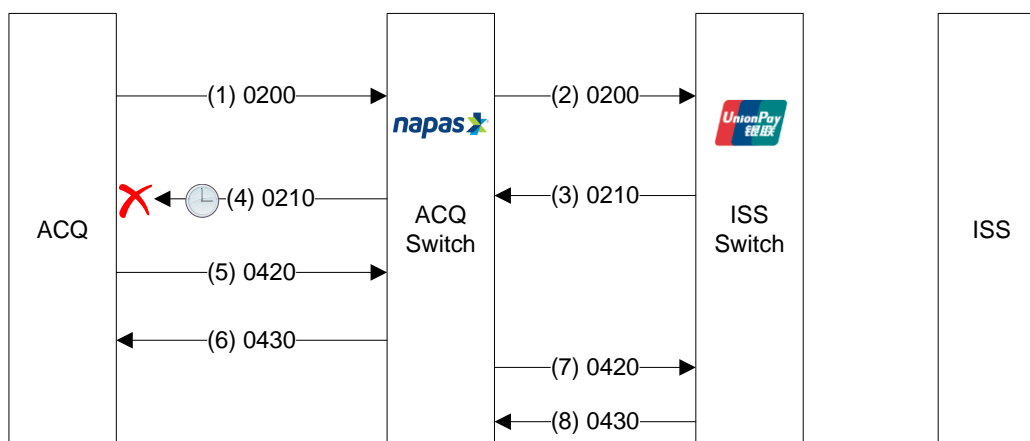 (1) 0200
(2) 0200
napas
UnionPay
银联
(4) 0210
(3) 0210
ACQ
ACQ
Switch
ISS
Switch
ISS
(5) 0420
(6) 0430
(7) 0420
(8) 0430